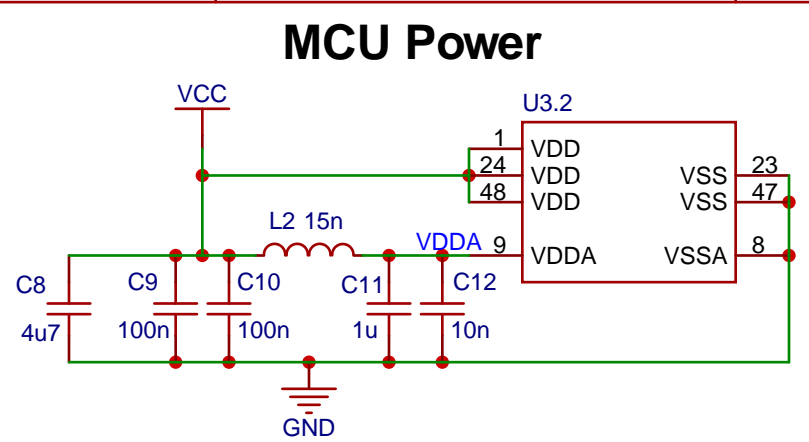 MCU Power
VCC
U3.2
1 VDD
24 VDD VSS 23
48 VDD VSS 47
L2 15n
VDDA 9 VDDA VSSA 8
C8 C9 C10 C11 C12
4u7 100n 100n 1u 10n
GND